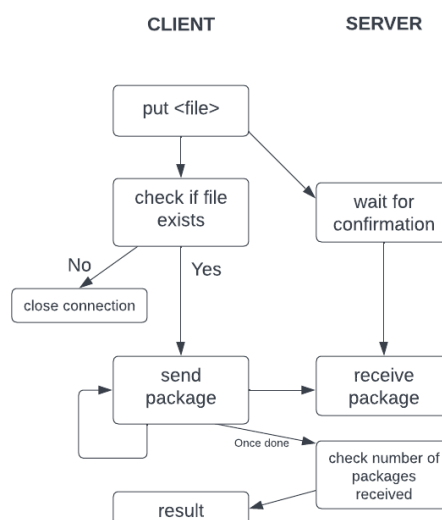 CLIENT
SERVER
put <file>
check if file
exists
wait for
confirmation
No
Yes
close connection
send
package
receive
package
Once done
check number of
packages
received
result